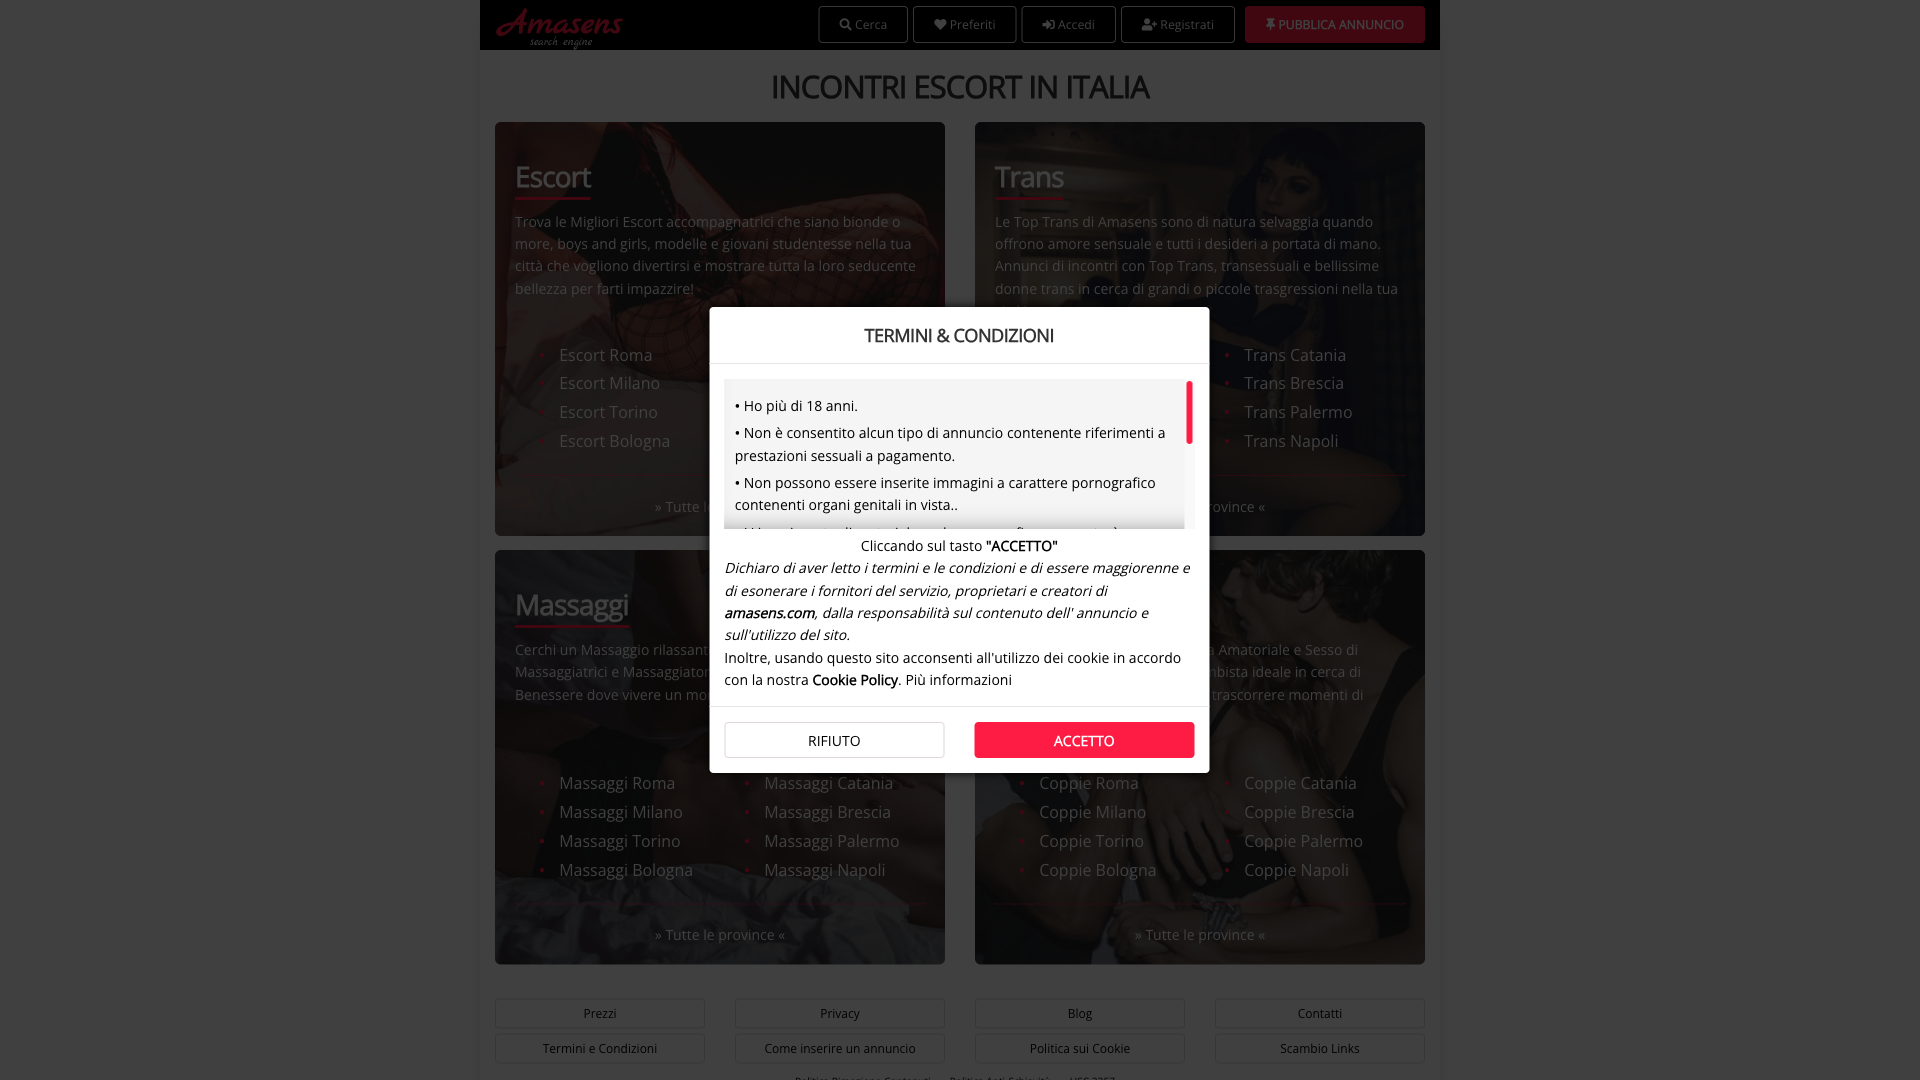 Amasens
search engine
Cerca
Preferiti
Accedi
Registrati
PUBBLICA ANNUNCIO
INCONTRI ESCORT IN ITALIA
Escort
Trova le Migliori Escort accompagnatrici che siano bionde o
more, boys and girls, modelle e giovani studentesse nella tua
città che vogliono divertirsi e mostrare tutta la loro seducente
bellezza per farti impazzire!
Escort Roma
Escort Milano
Escort Torino
Escort Bologna
» Tutte
Trans
Le Top Trans di Amasens sono di natura selvaggia quando
offrono amore sensuale e tutti i desideri a portata di mano.
Annunci di incontri con Top Trans, transessuali e bellissime
donne trans in cerca di grandi o piccole trasgressioni nella tua
Trans Catania
Trans Brescia
Trans Palermo
Trans Napoli
rovince «
TERMINI & CONDIZIONI
• Ho più di 18 anni.
• Non è consentito alcun tipo di annuncio contenente riferimenti a
prestazioni sessuali a pagamento.
• Non possono essere inserite immagini a carattere pornografico
contenenti organi genitali in vista..
Cliccando sul tasto "ACCETTO"
Dichiaro di aver letto i termini e le condizioni e di essere maggiorenne e
di esonerare i fornitori del servizio, proprietari e creatori di
amasens.com, dalla responsabilità sul contenuto dell' annuncio e
sull'utilizzo del sito.
Inoltre, usando questo sito acconsenti all'utilizzo dei cookie in accordo
con la nostra Cookie Policy. Più informazioni
RIFIUTO
ACCETTO
Massaggi
Cerchi un Massaggio rilassant
Massaggiatrici e Massaggiator
Benessere dove vivere un mo
Massaggi Roma
Massaggi Milano
Massaggi Torino
Massaggi Bologna
Massaggi Catania
Massaggi Brescia
Massaggi Palermo
Massaggi Napoli
» Tutte le province «
a Amatoriale e Sesso di
nbista ideale in cerca di
trascorrere momenti di
Coppie Roma
Coppie Milano
Coppie Torino
Coppie Bologna
Coppie Catania
Coppie Brescia
Coppie Palermo
Coppie Napoli
» Tutte le province «
Prezzi
Privacy
Blog
Contatti
Termini e Condizioni
Come inserire un annuncio
Politica sui Cookie
Scambio Links